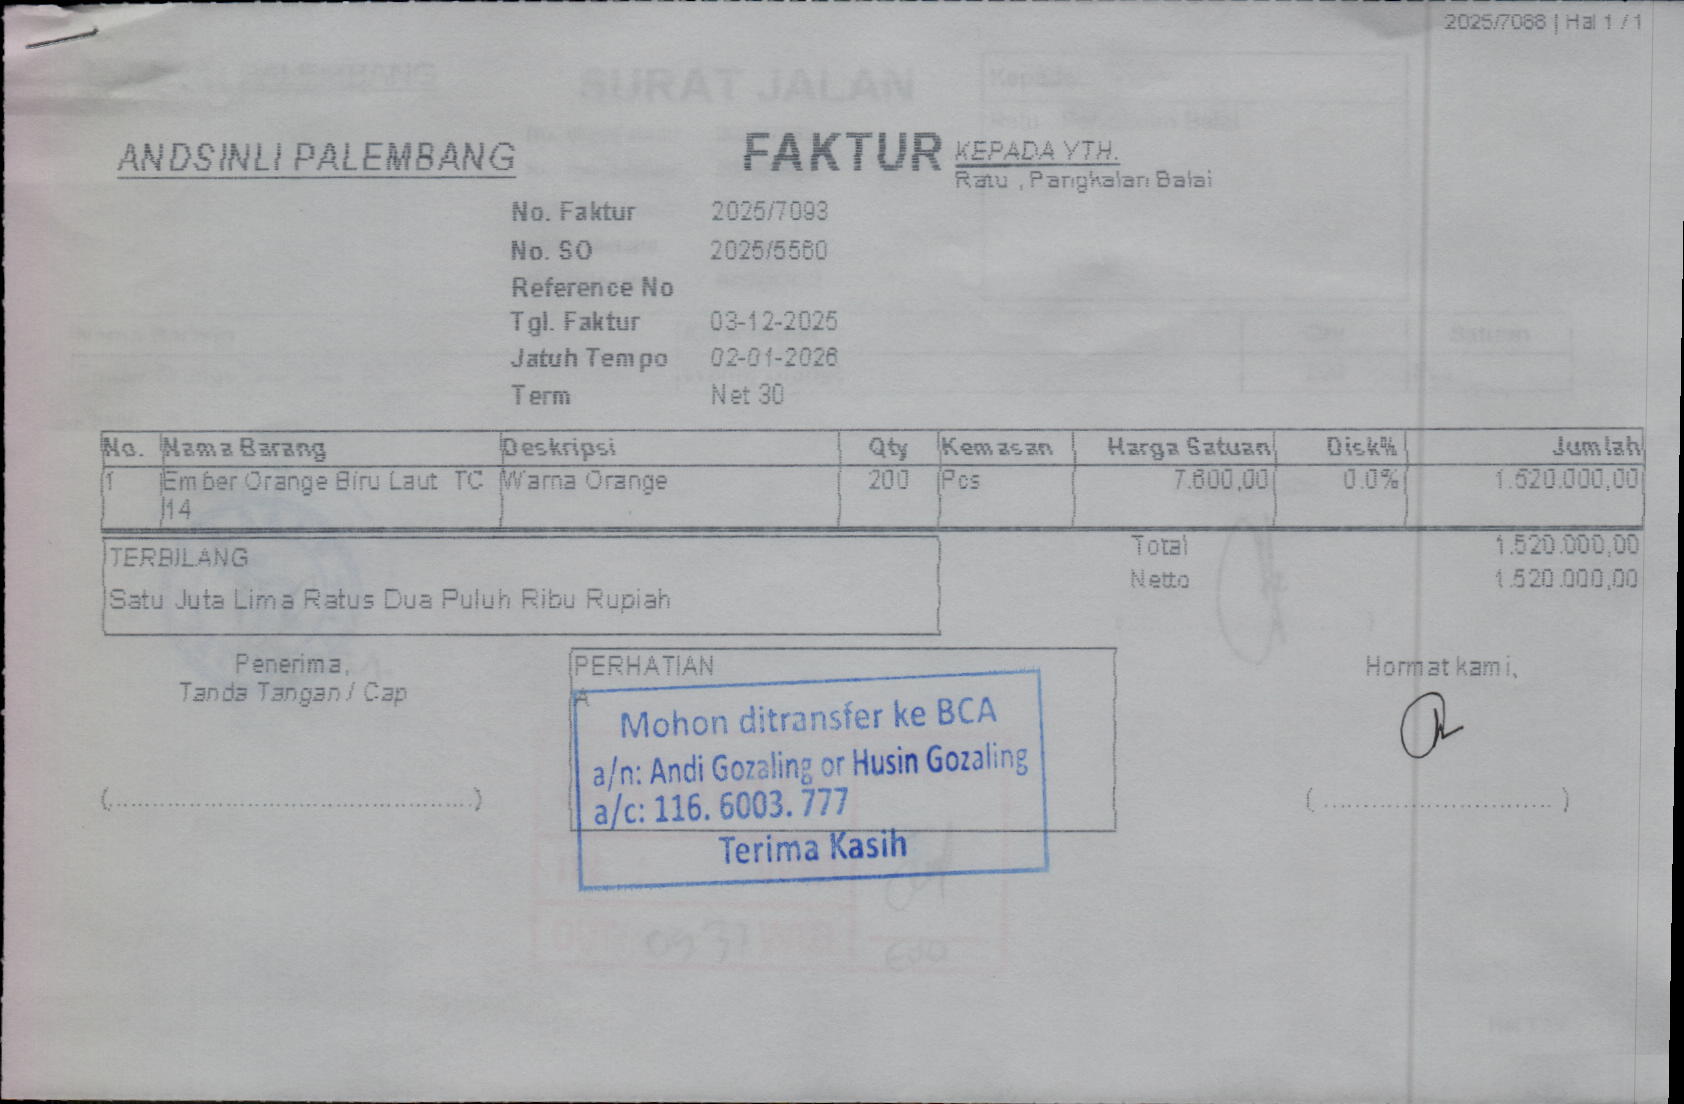 2025/7088 | Hal 1 / 1
SURAT JALAN
ANDSINLI PALEMBANG
FAKTUR
KEPADA YTH.
Ratu , Pangkalan Balai
No. Faktur 2025/7093
No. SO 2025/5560
Reference No
Tgl. Faktur 03-12-2025
Jatuh Tempo 02-01-2026
Term Net 30
No. Nama Barang Deskripsi Qty Kemasan Harga Satuan Disk% Jumlah
1 Ember Orange Biru Laut TC Warna Orange 200 Pcs 7.600,00 0.0% 1.520.000,00
14
TERBILANG
Satu Juta Lima Ratus Dua Puluh Ribu Rupiah
Total 1.520.000,00
Netto 1.520.000,00
Penerima,
Tanda Tangan / Cap
PERHATIAN
A
Mohon ditransfer ke BCA
a/n: Andi Gozaling or Husin Gozaling
a/c: 116. 6003. 777
Terima Kasih
Hormat kami,
(..............................................)
( ............................. )